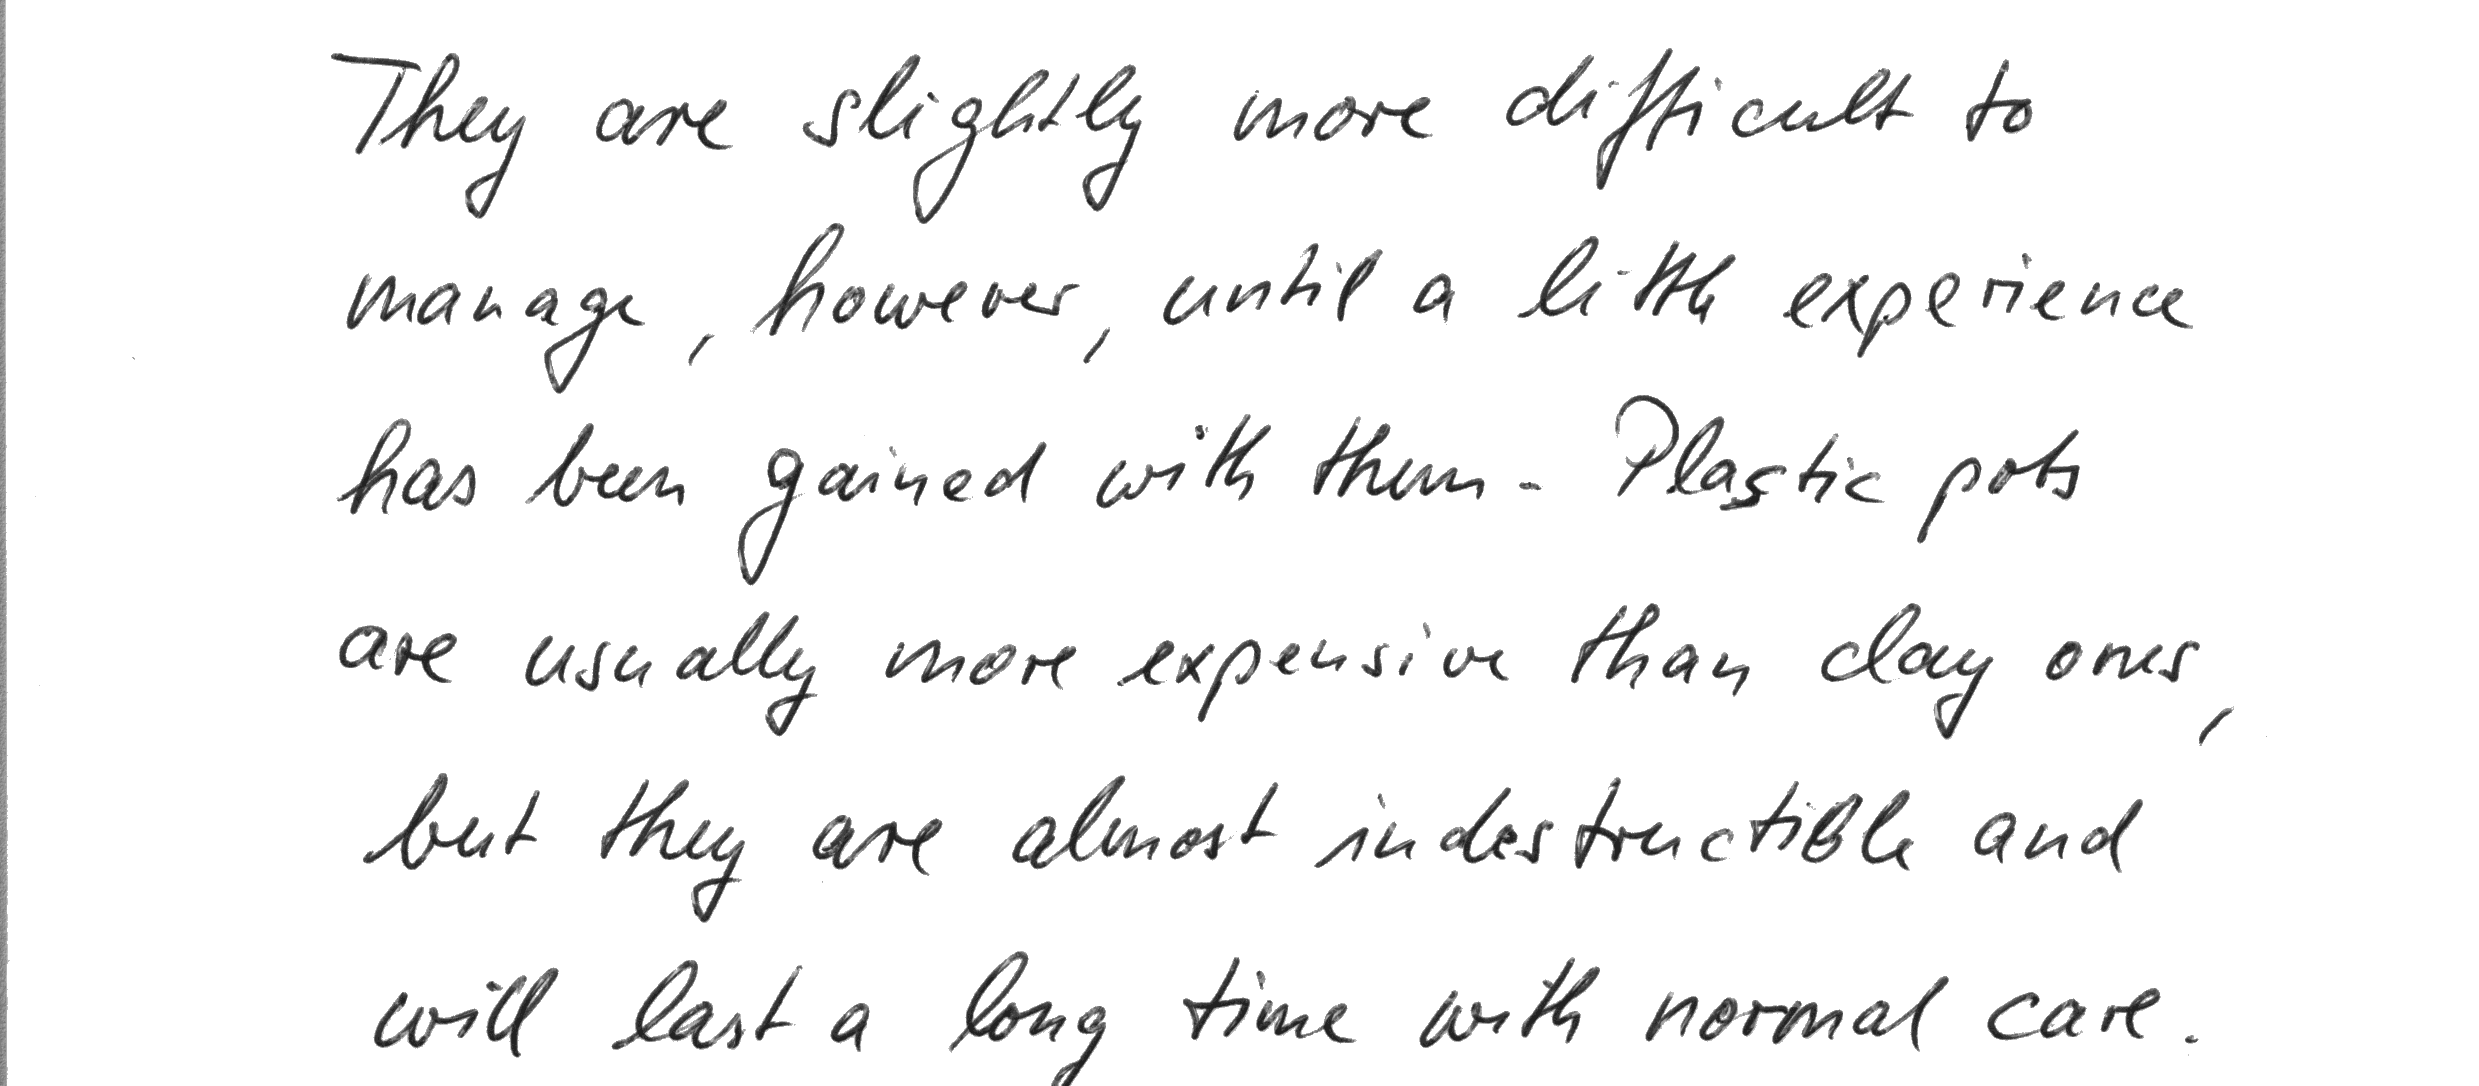 They are slightly more difficult to
manage, however, until a little experience
has been gained with them. Plastic pots
are usually more expensive than clay ones,
but they are almost indestructible and
will last a long time with normal care.